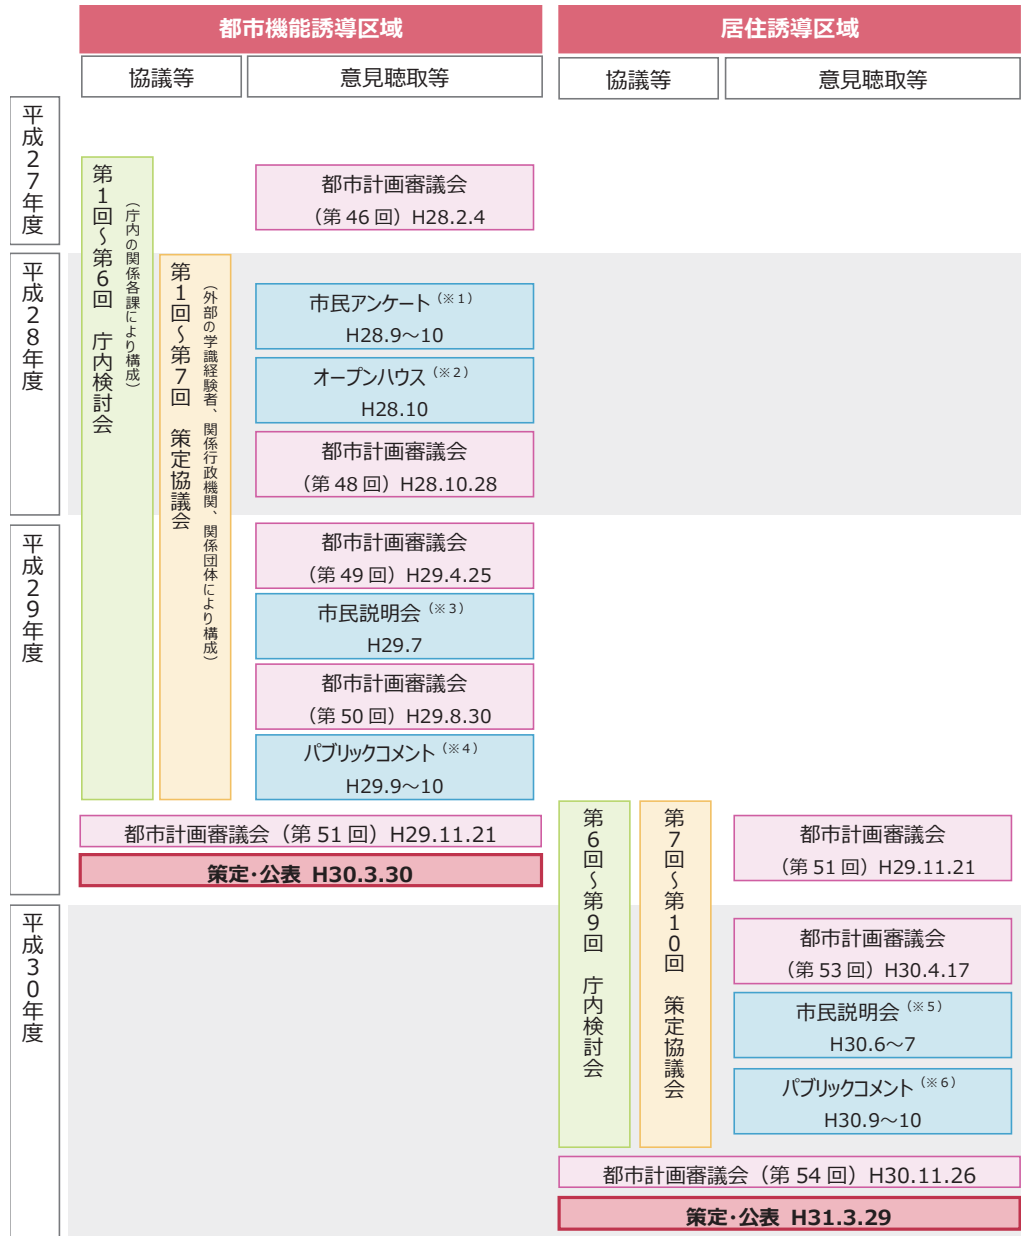 都市機能誘導区域
居住誘導区域
協議等
意見聴取等
協議等
意見聴取等
平成27年度
第1回～第6回　庁内検討会
（庁内の関係各課により構成）
都市計画審議会
（第 46 回）H28.2.4
平成28年度
第1回～第7回　策定協議会
（外部の学識経験者、関係行政機関、関係団体により構成）
市民アンケート（※1）
H28.9～10
オープンハウス（※2）
H28.10
都市計画審議会
（第 48 回）H28.10.28
平成29年度
都市計画審議会
（第 49 回）H29.4.25
市民説明会（※3）
H29.7
都市計画審議会
（第 50 回）H29.8.30
パブリックコメント（※4）
H29.9～10
都市計画審議会（第 51 回）H29.11.21
策定・公表 H30.3.30
第6回～第9回　庁内検討会
第7回～第10回　策定協議会
都市計画審議会
（第 51 回）H29.11.21
平成30年度
都市計画審議会
（第 53 回）H30.4.17
市民説明会（※5）
H30.6～7
パブリックコメント（※6）
H30.9～10
都市計画審議会（第 54 回）H30.11.26
策定・公表 H31.3.29